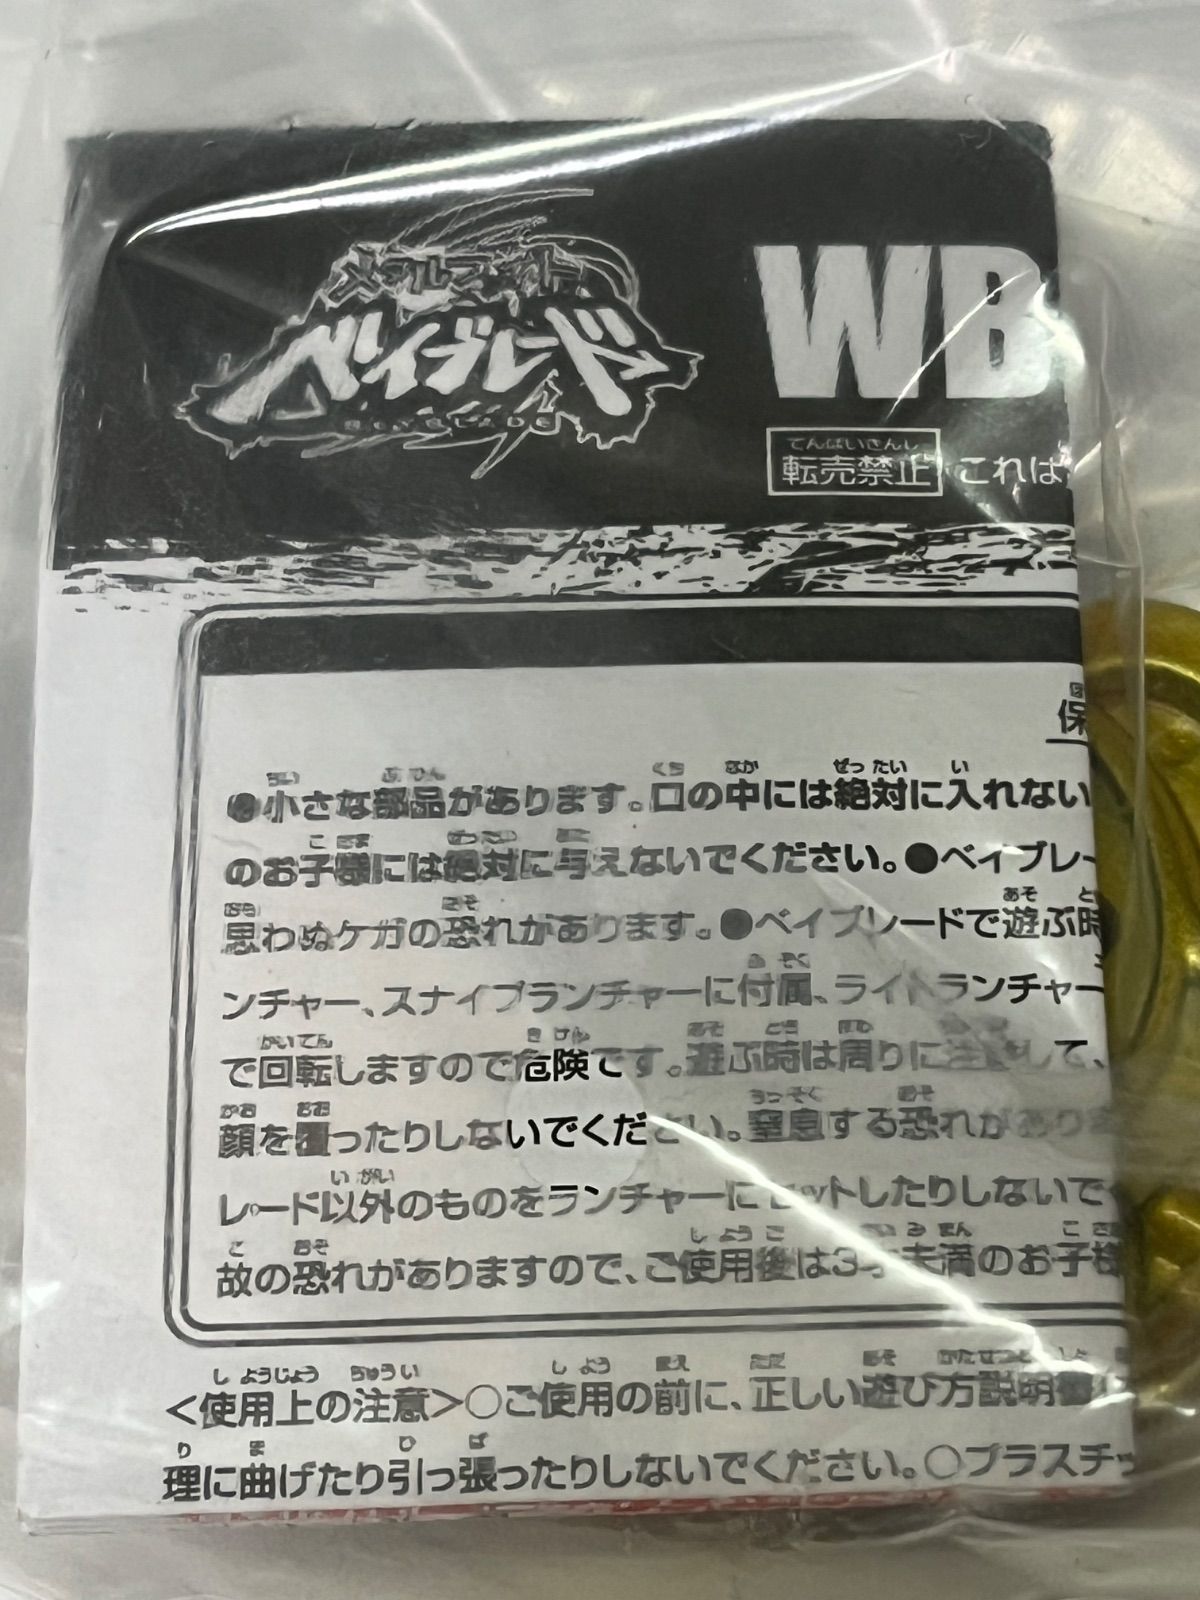 メタルファイト
ベイブレード
BEYBLADE
WB
てんばいきんし
転売禁止 これは
保
●小さな部品があります。口の中には絶対に入れない
のお子様には絶対に与えないでください。●ベイブレー
思わぬケガの恐れがあります。●ベイブレードで遊ぶ時
ンチャー、スナイプランチャーに付属、ライトランチャー
で回転しますので危険です。遊ぶ時は周りに注意して、
顔を覆ったりしないでください。窒息する恐れがあり
レード以外のものをランチャーにセットしたりしないで
故の恐れがありますので、ご使用後は3才未満のお子様
<使用上の注意>○ご使用の前に、正しい遊び方説明書
理に曲げたり引っ張ったりしないでください。○プラスチッ